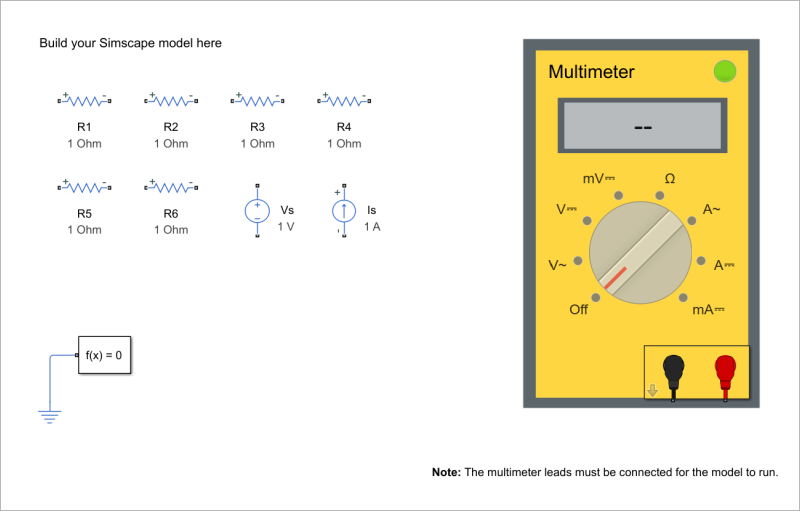 Build your Simscape model here
Multimeter
--
+ - + - + - + -
R1 R2 R3 R4
1 Ohm 1 Ohm 1 Ohm 1 Ohm
+ - + - + − + -
R5 R6 Vs Is
1 Ohm 1 Ohm 1 V 1 A
mV⎓ Ω
V⎓ A~
V~ A⎓
Off mA⎓
f(x) = 0
Note: The multimeter leads must be connected for the model to run.